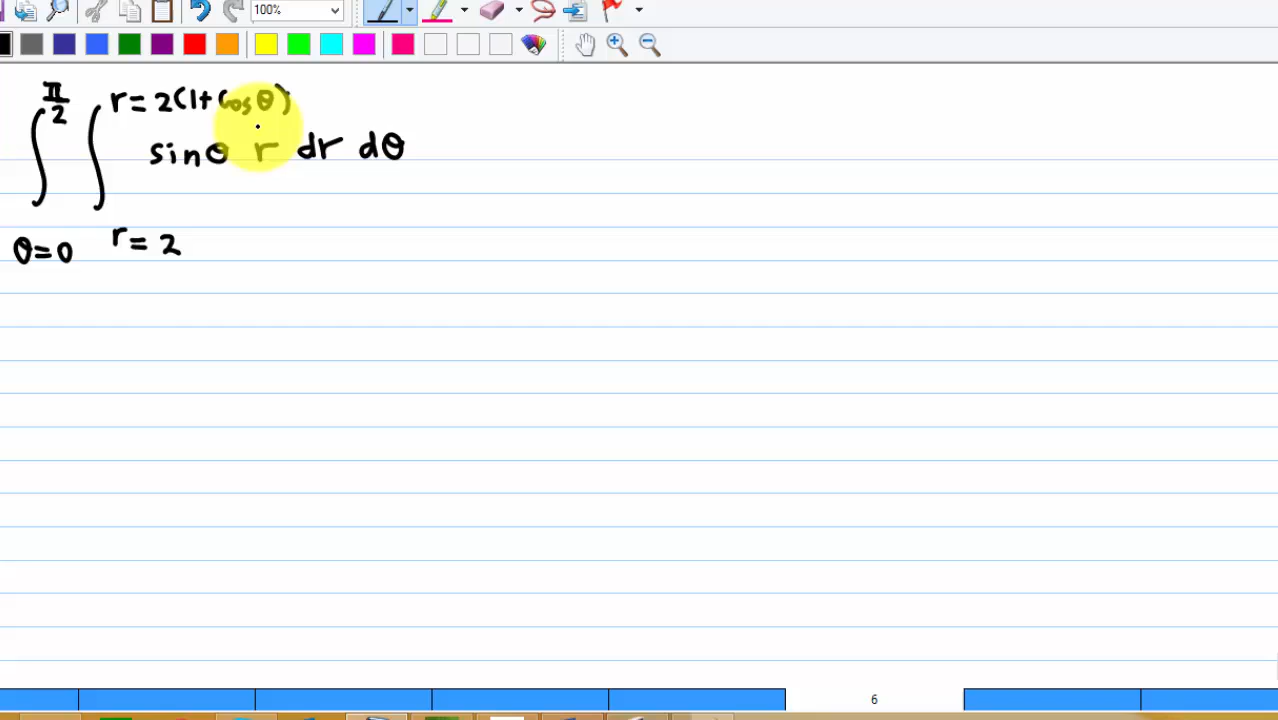 100%
π/2 r = 2(1+cosθ)
∫ ∫ sinθ r dr dθ
θ=0 r = 2
6